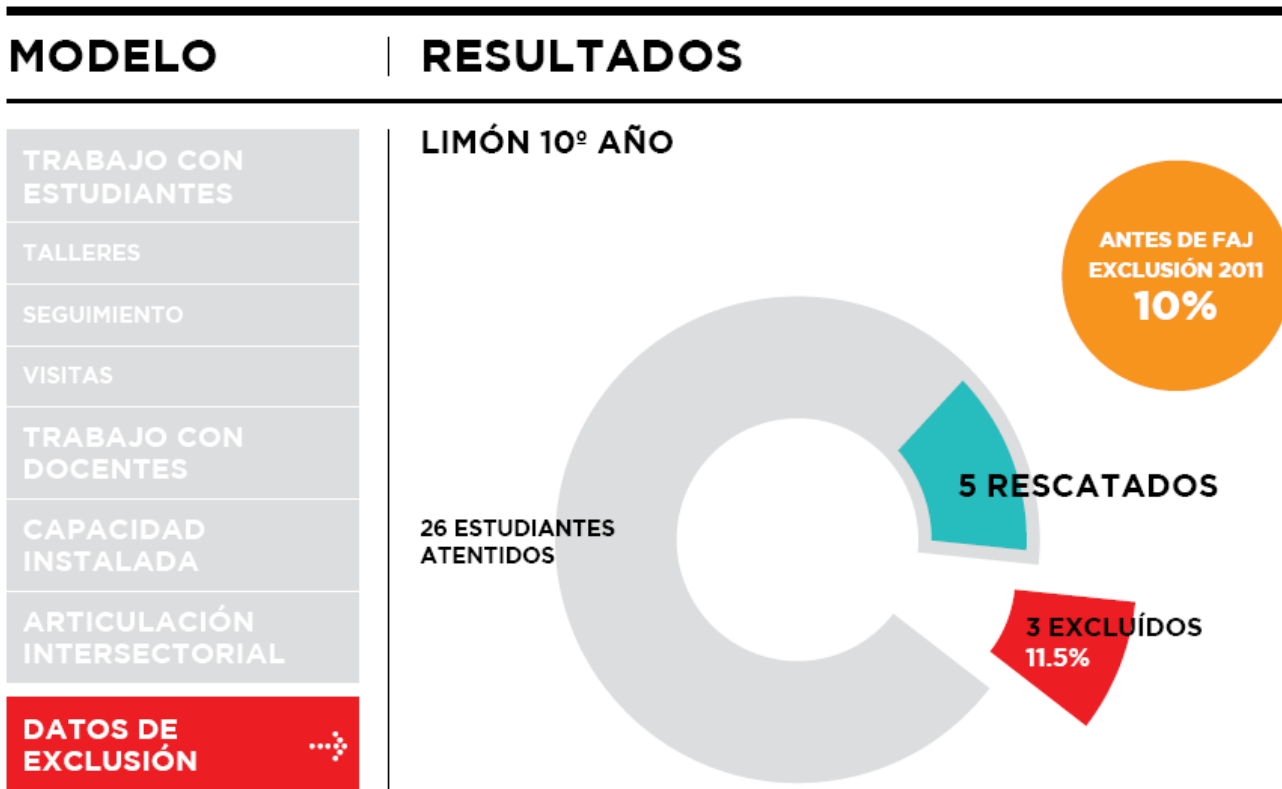 MODELO
RESULTADOS
TRABAJO CON
ESTUDIANTES
TALLERES
SEGUIMIENTO
VISITAS
TRABAJO CON
DOCENTES
CAPACIDAD
INSTALADA
ARTICULACIÓN
INTERSECTORIAL
DATOS DE
EXCLUSIÓN
LIMÓN 10º AÑO
ANTES DE FAJ
EXCLUSIÓN 2011
10%
5 RESCATADOS
26 ESTUDIANTES
ATENTIDOS
3 EXCLUÍDOS
11.5%